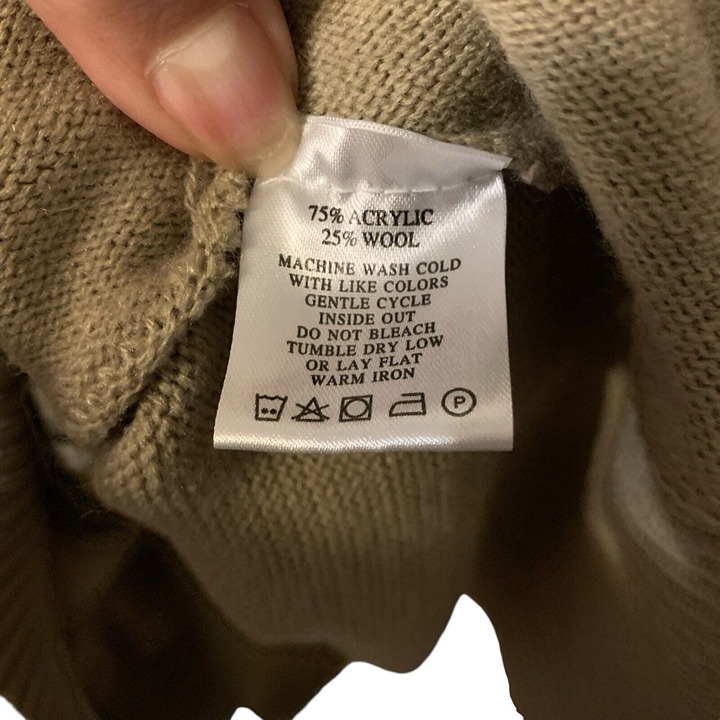 75% ACRYLIC
25% WOOL
MACHINE WASH COLD
WITH LIKE COLORS
GENTLE CYCLE
INSIDE OUT
DO NOT BLEACH
TUMBLE DRY LOW
OR LAY FLAT
WARM IRON
P